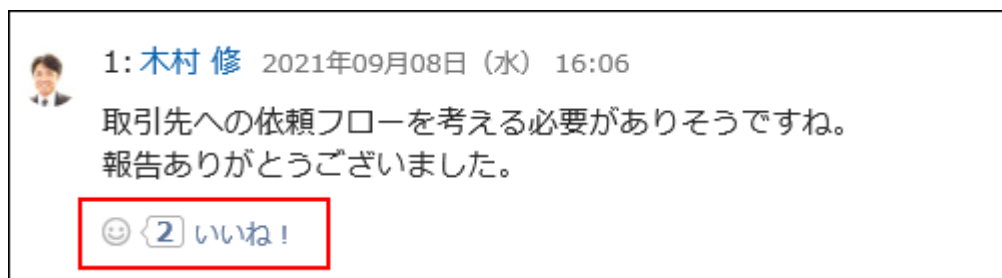 1: 木村 修 2021年09月08日（水） 16:06
取引先への依頼フローを考える必要がありそうですね。
報告ありがとうございました。
2 いいね！